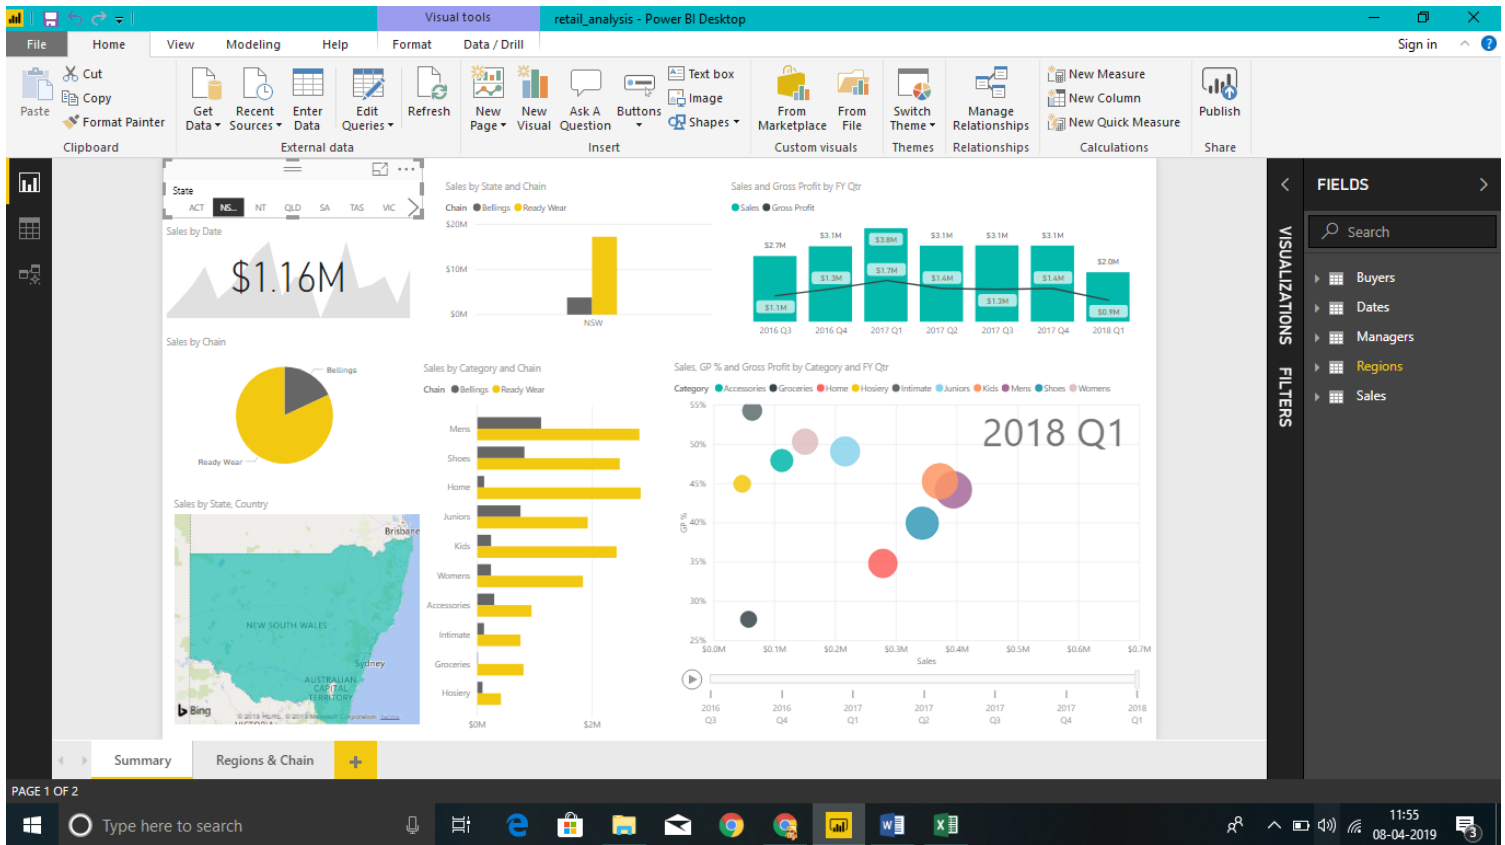 Visual tools
retail_analysis - Power BI Desktop
File Home View Modeling Help Format Data / Drill Sign in
Paste
Cut
Copy
Format Painter
Clipboard
Get Data
Recent Sources
Enter Data
Edit Queries
Refresh
External data
New Page
New Visual
Ask A Question
Buttons
Text box
Image
Shapes
Insert
From Marketplace
From File
Custom visuals
Switch Theme
Themes
Manage Relationships
Relationships
New Measure
New Column
New Quick Measure
Calculations
Publish
Share
State
ACT NS... NT QLD SA TAS VIC
Sales by Date
$1.16M
Sales by Chain
Bellings
Ready Wear
Sales by State, Country
Brisbane
NEW SOUTH WALES
Sydney
AUSTRALIAN
CAPITAL
TERRITORY
Bing
Sales by State and Chain
Chain Bellings Ready Wear
$20M
$10M
$0M
NSW
Sales by Category and Chain
Chain Bellings Ready Wear
Mens
Shoes
Home
Juniors
Kids
Womens
Accessories
Intimate
Groceries
Hosiery
$0M $2M
Sales and Gross Profit by FY Qtr
Sales Gross Profit
$2.7M $3.1M $3.8M $3.1M $3.1M $3.1M $2.0M
$1.1M $1.3M $1.7M $1.4M $1.3M $1.4M $0.9M
2016 Q3 2016 Q4 2017 Q1 2017 Q2 2017 Q3 2017 Q4 2018 Q1
Sales, GP % and Gross Profit by Category and FY Qtr
Category Accessories Groceries Home Hosiery Intimate Juniors Kids Mens Shoes Womens
2018 Q1
55%
50%
45%
40%
35%
30%
25%
GP %
$0.0M $0.1M $0.2M $0.3M $0.4M $0.5M $0.6M $0.7M
Sales
2016 Q3
2016 Q4
2017 Q1
2017 Q2
2017 Q3
2017 Q4
2018 Q1
VISUALIZATIONS
FILTERS
FIELDS
Search
Buyers
Dates
Managers
Regions
Sales
Summary Regions & Chain
PAGE 1 OF 2
Type here to search
11:55
08-04-2019
3